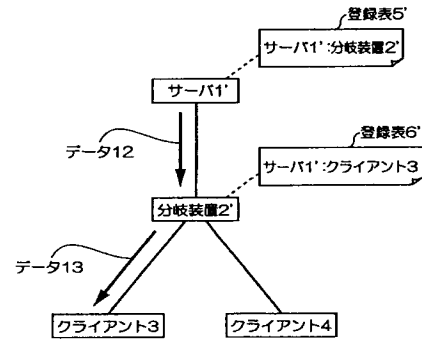 登録表5'
サーバ1':分岐装置2'
サーバ1'
データ12
登録表6'
サーバ1':クライアント3
分岐装置2'
データ13
クライアント3
クライアント4